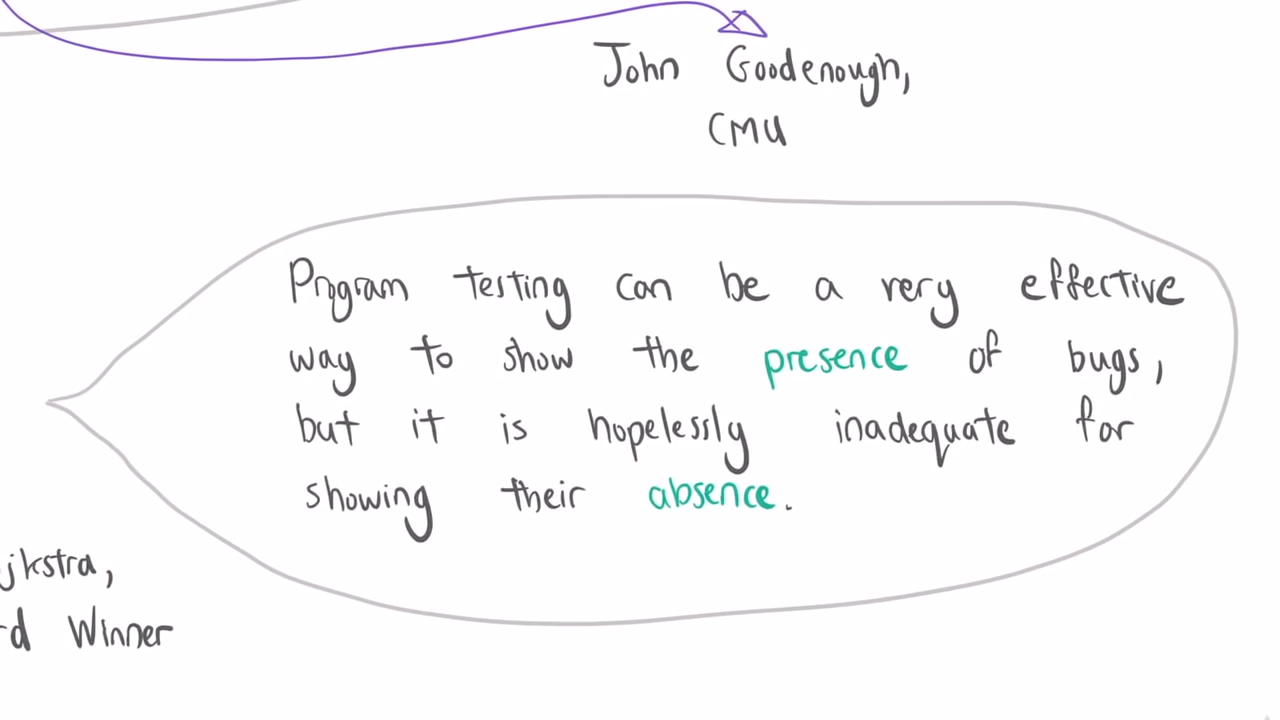 John Goodenough,
CMU
Program testing can be a very effective
way to show the presence of bugs,
but it is hopelessly inadequate for
showing their absence.
jkstra,
rd Winner